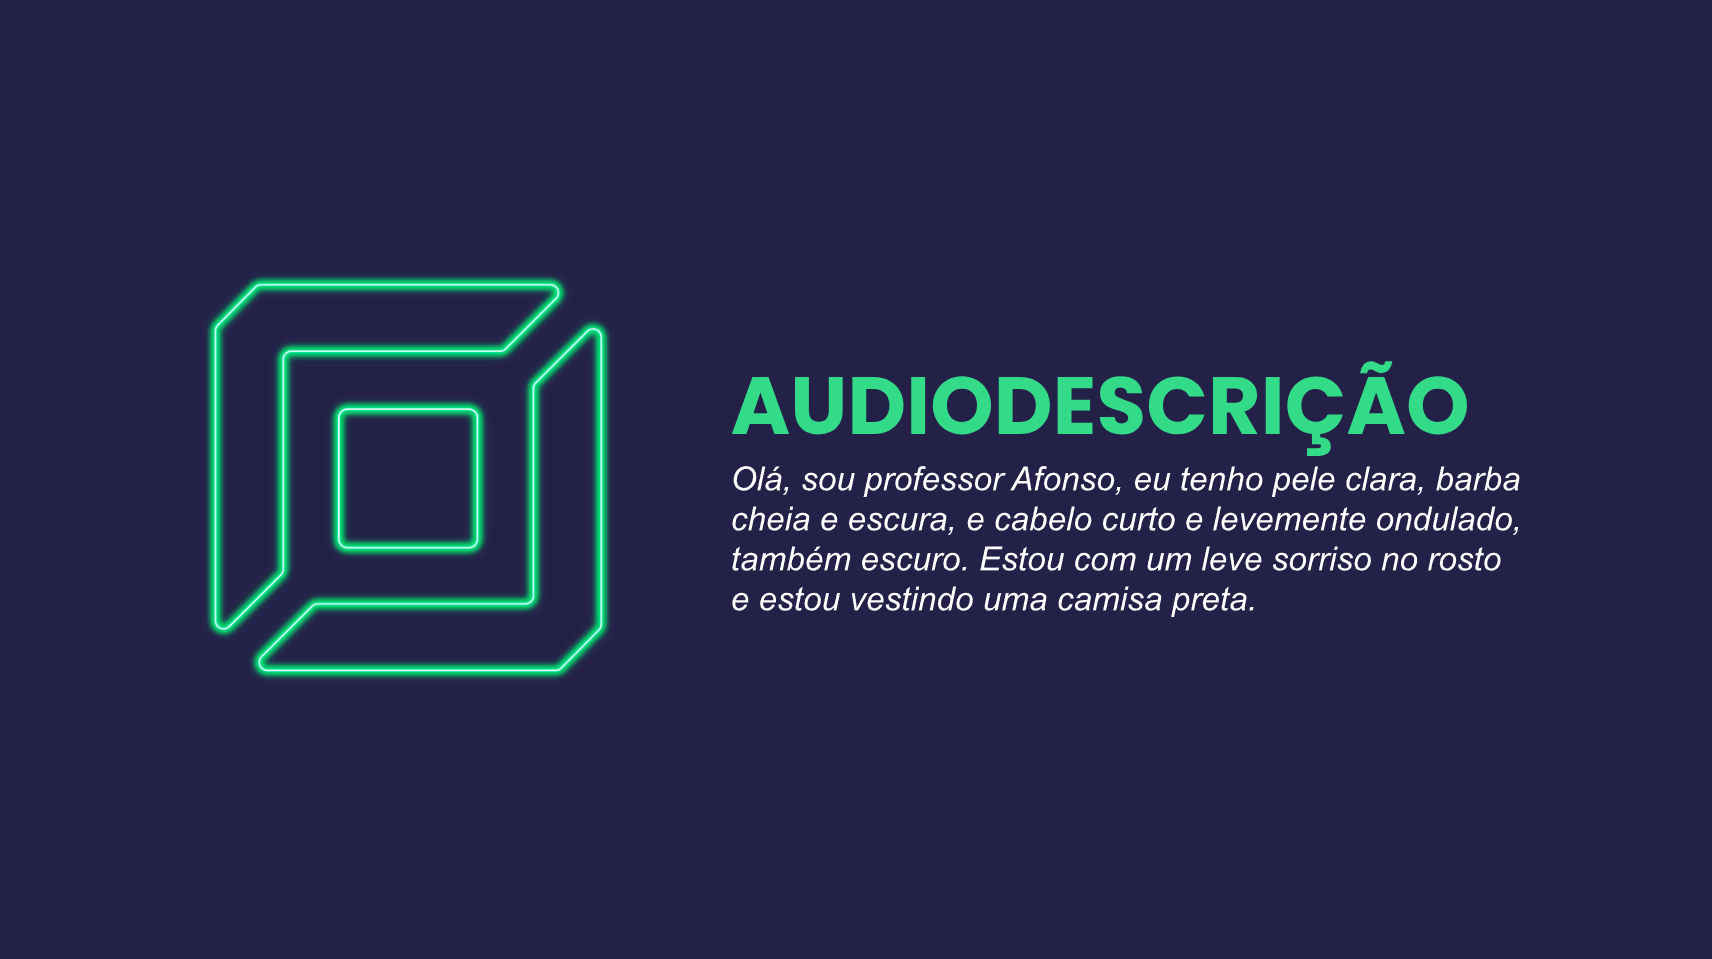 AUDIODESCRIÇÃO
Olá, sou professor Afonso, eu tenho pele clara, barba
cheia e escura, e cabelo curto e levemente ondulado,
também escuro. Estou com um leve sorriso no rosto
e estou vestindo uma camisa preta.